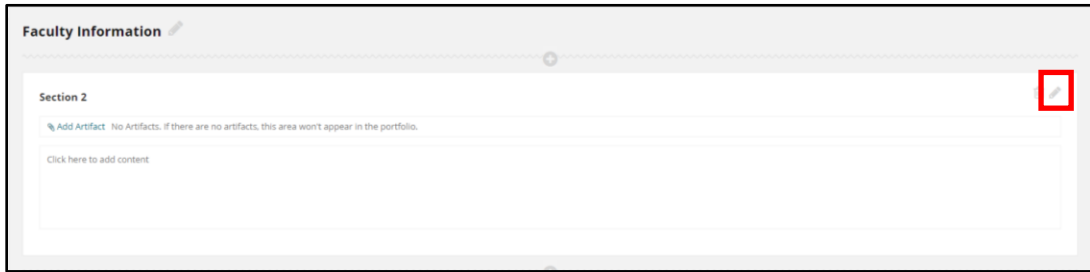 Faculty Information
Section 2
Add Artifact No Artifacts. If there are no artifacts, this area won't appear in the portfolio.
Click here to add content